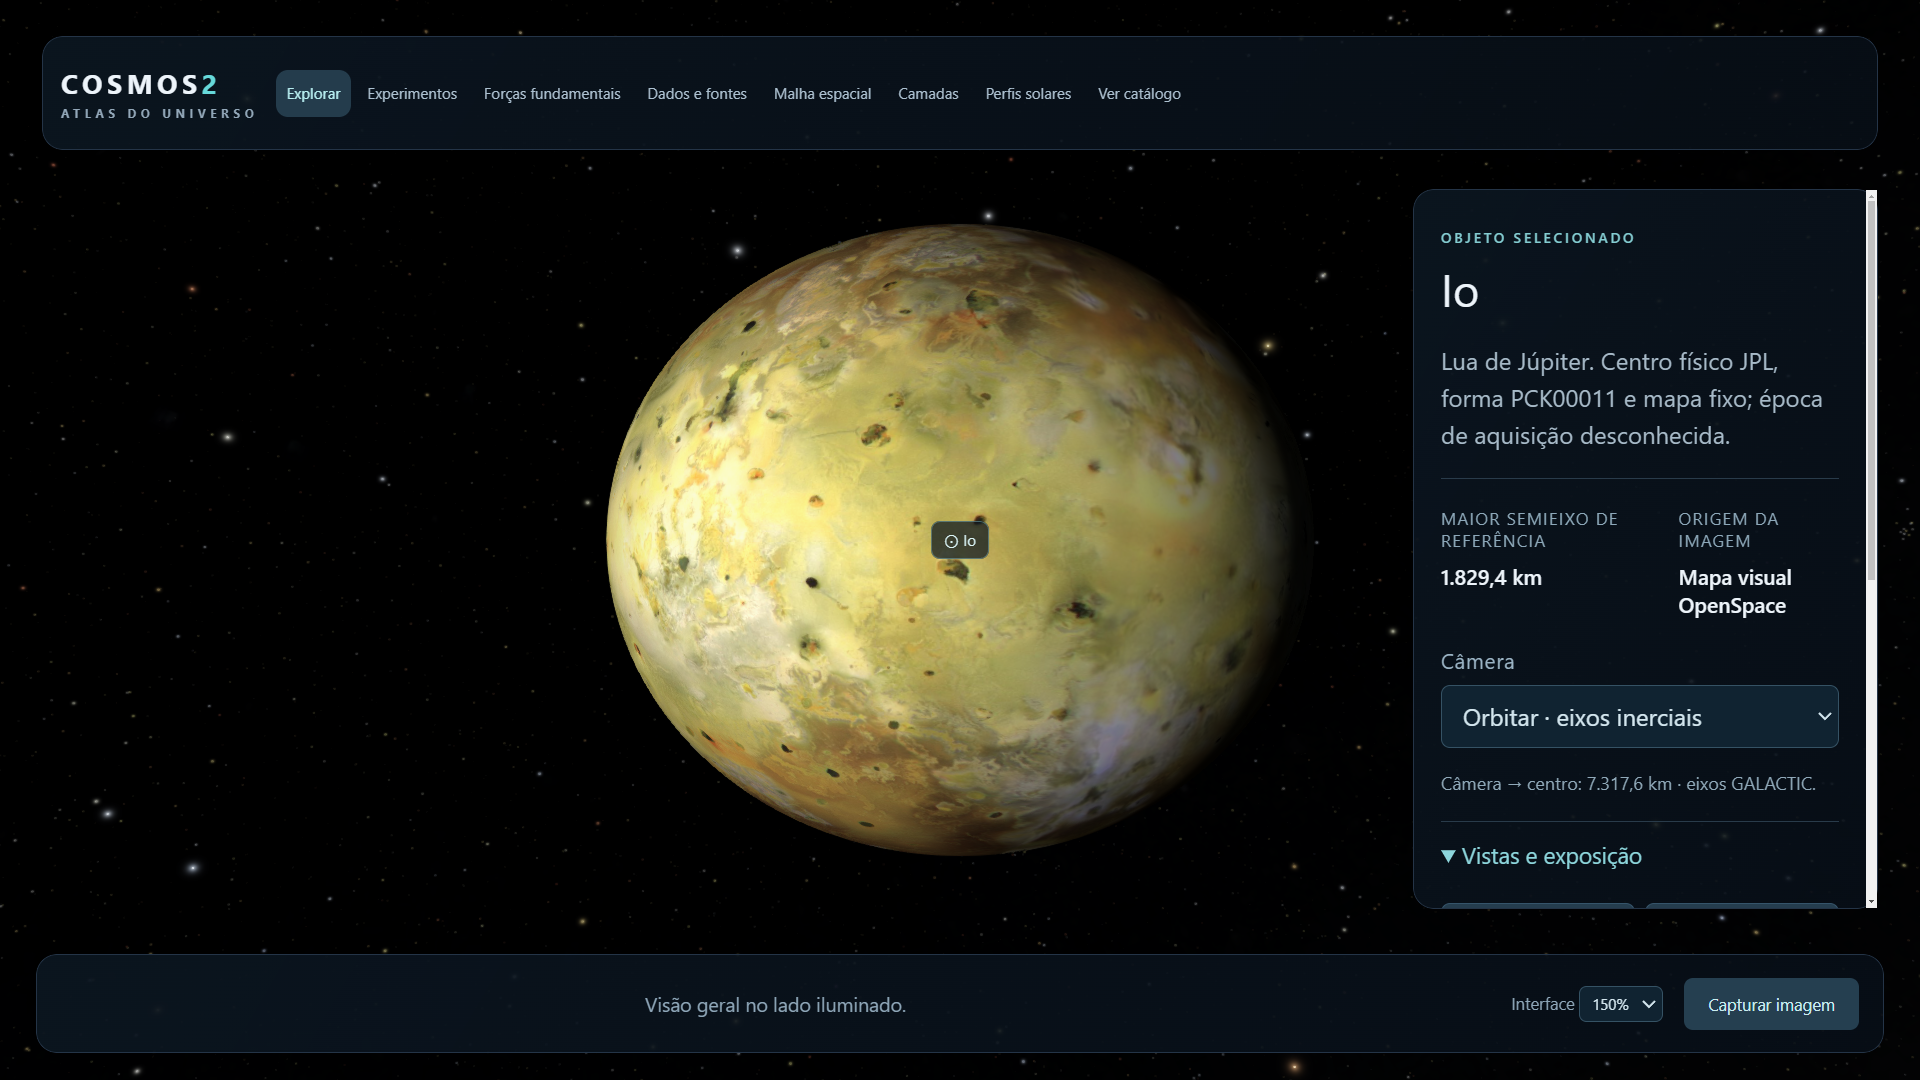 COSMOS2
ATLAS DO UNIVERSO
Explorar
Experimentos
Forças fundamentais
Dados e fontes
Malha espacial
Camadas
Perfis solares
Ver catálogo
OBJETO SELECIONADO
Io
Lua de Júpiter. Centro físico JPL,
forma PCK00011 e mapa fixo; época
de aquisição desconhecida.
MAIOR SEMIEIXO DE
REFERÊNCIA
1.829,4 km
ORIGEM DA
IMAGEM
Mapa visual
OpenSpace
Câmera
Orbitar · eixos inerciais
Câmera → centro: 7.317,6 km · eixos GALACTIC.
▼ Vistas e exposição
⊙ Io
Visão geral no lado iluminado.
Interface
150%
Capturar imagem